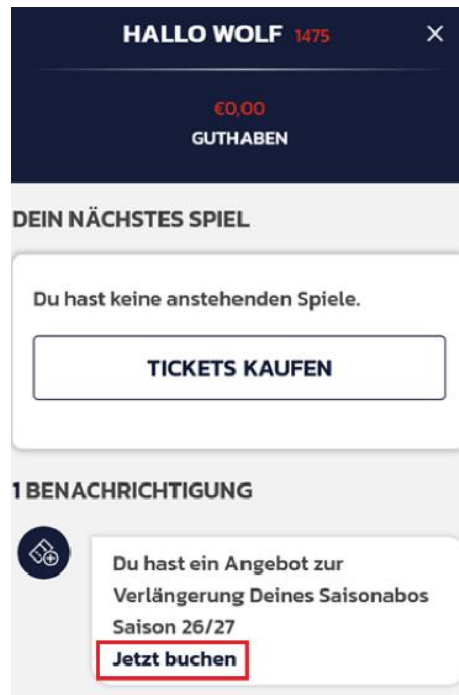 HALLO WOLF 1475
€0,00
GUTHABEN
DEIN NÄCHSTES SPIEL
Du hast keine anstehenden Spiele.
TICKETS KAUFEN
1 BENACHRICHTIGUNG
Du hast ein Angebot zur
Verlängerung Deines Saisonabos
Saison 26/27
Jetzt buchen